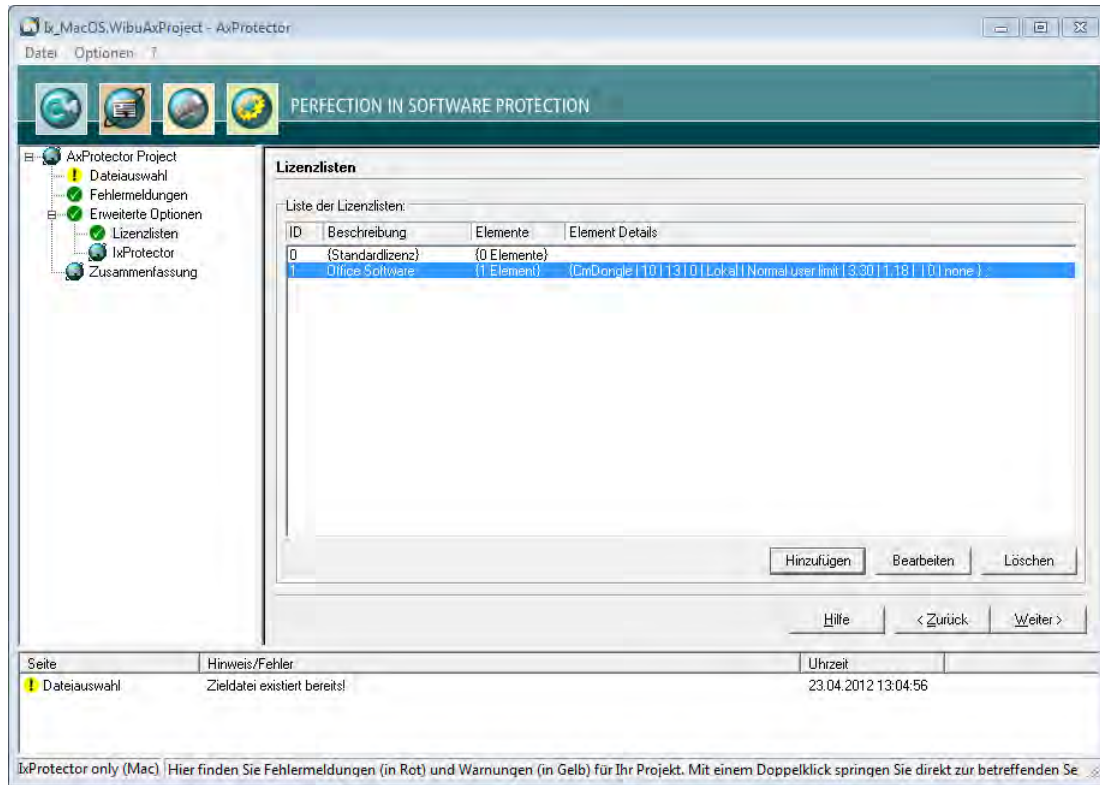 Ix_MacOS.WibuAxProject - AxProtector
Datei Optionen ?
PERFECTION IN SOFTWARE PROTECTION
AxProtector Project
! Dateiauswahl
Fehlermeldungen
Erweiterte Optionen
Lizenzlisten
IxProtector
Zusammenfassung
Lizenzlisten
Liste der Lizenzlisten:
ID Beschreibung Elemente Element Details
0 {Standardlizenz} {0 Elemente}
1 Office Software {1 Element} {CmDongle | 10 | 13 | 0 | Lokal | Normal user limit | 3.30 | 1.18 | | 0 | none }
Hinzufügen Bearbeiten Löschen
Hilfe < Zurück Weiter >
Seite Hinweis/Fehler Uhrzeit
! Dateiauswahl Zieldatei existiert bereits! 23.04.2012 13:04:56
IxProtector only (Mac) Hier finden Sie Fehlermeldungen (in Rot) und Warnungen (in Gelb) für Ihr Projekt. Mit einem Doppelklick springen Sie direkt zur betreffenden Se